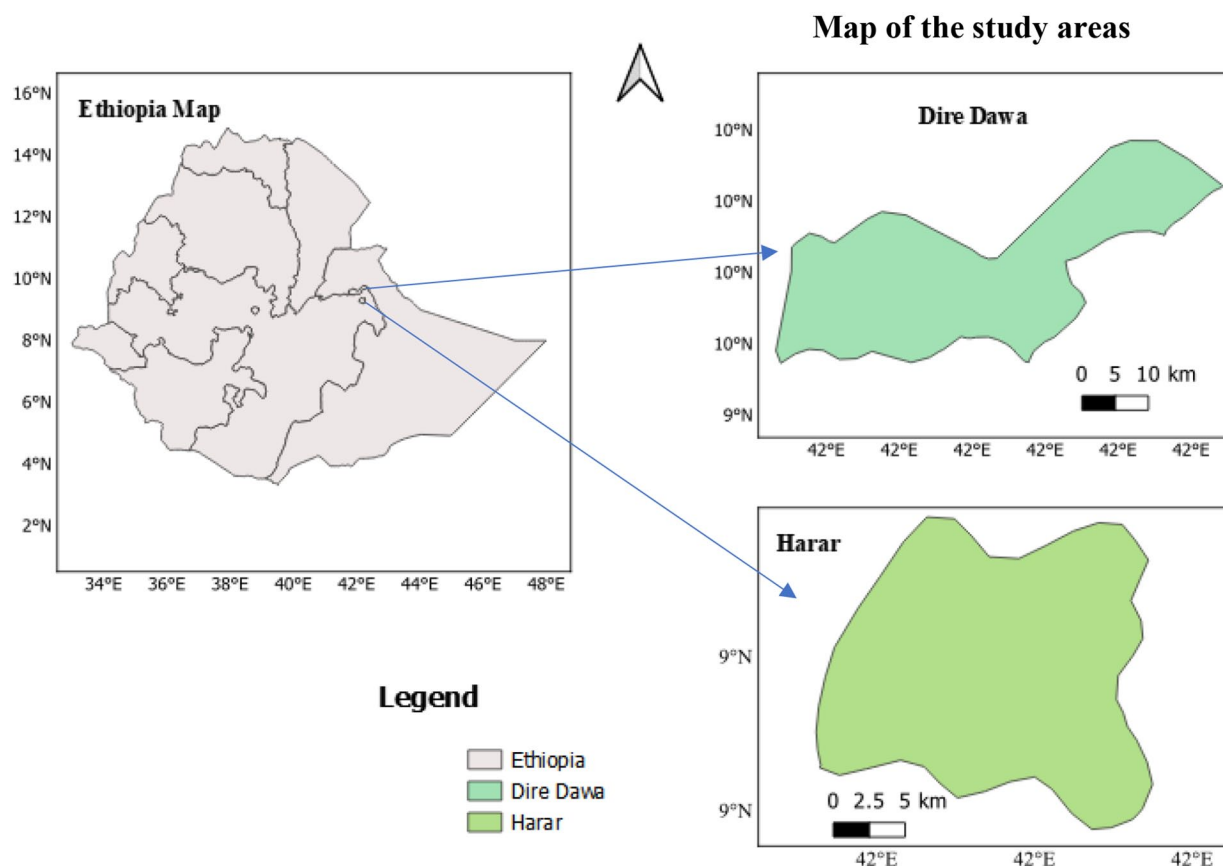 Map of the study areas
Ethiopia Map
16°N
14°N
12°N
10°N
8°N
6°N
4°N
2°N
34°E 36°E 38°E 40°E 42°E 44°E 46°E 48°E
Dire Dawa
10°N
10°N
10°N
10°N
9°N
0 5 10 km
42°E 42°E 42°E 42°E 42°E 42°E
Harar
9°N
9°N
0 2.5 5 km
42°E 42°E 42°E
Legend
Ethiopia
Dire Dawa
Harar